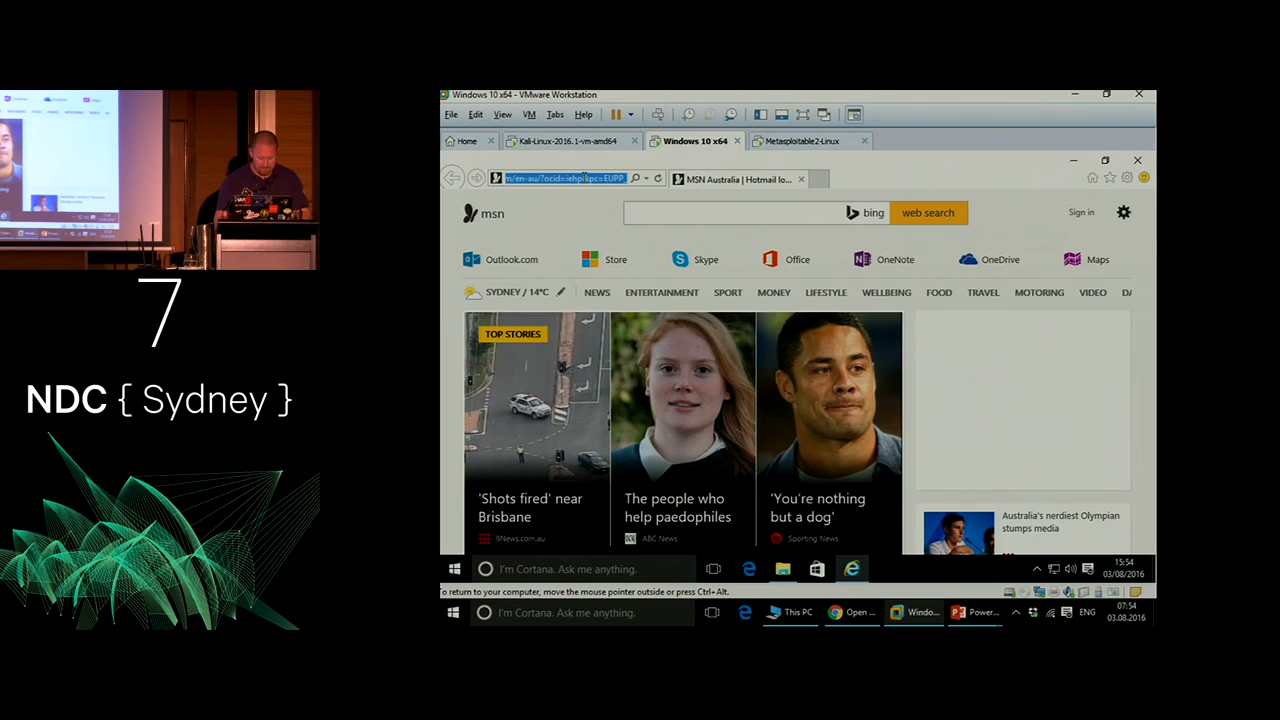 7
NDC { Sydney }
Windows 10 x64 - VMware Workstation
File Edit View VM Tabs Help
Home Kali-Linux-2016.1-vm-amd64 Windows 10 x64 Metasploitable2-Linux
MSN Australia | Hotmail lo...
msn bing web search Sign in
Outlook.com Store Skype Office OneNote OneDrive Maps
SYDNEY / 14°C NEWS ENTERTAINMENT SPORT MONEY LIFESTYLE WELLBEING FOOD TRAVEL MOTORING VIDEO DA
TOP STORIES
'Shots fired' near
Brisbane
9News.com.au
The people who
help paedophiles
ABC News
'You're nothing
but a dog'
Sporting News
Australia's nerdiest Olympian
stumps media
I'm Cortana. Ask me anything. 15:54
03/08/2016
o return to your computer, move the mouse pointer outside or press Ctrl+Alt.
I'm Cortana. Ask me anything. This PC Open ... Windo... Power... ENG 07:54
03.08.2016